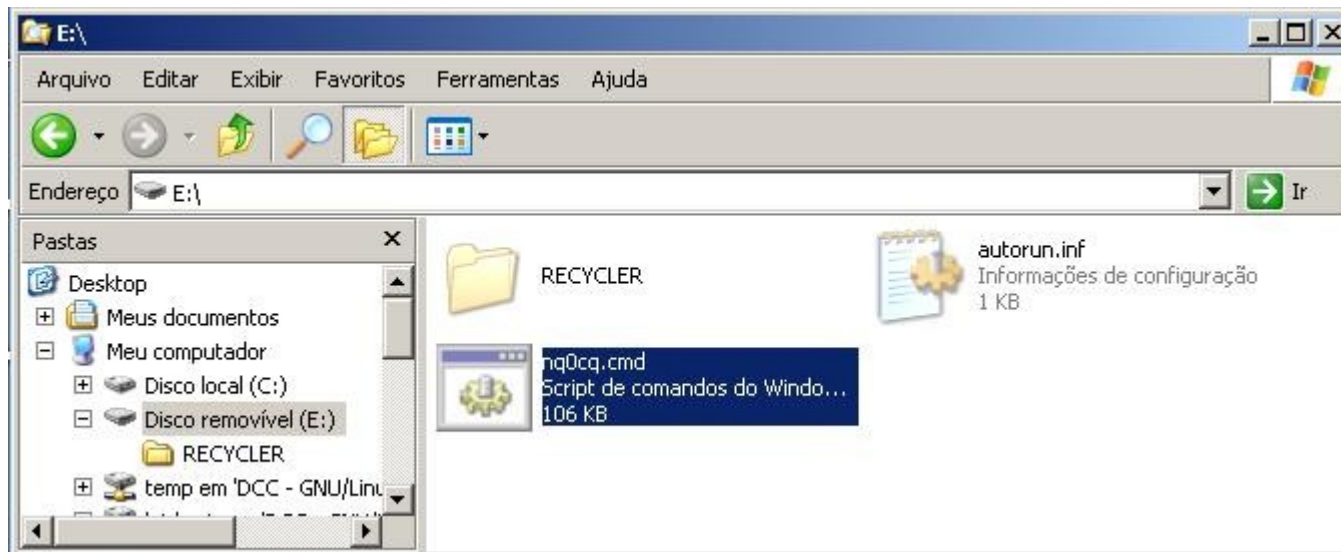 E:\
Arquivo Editar Exibir Favoritos Ferramentas Ajuda
Endereço E:\ Ir
Pastas
Desktop
Meus documentos
Meu computador
Disco local (C:)
Disco removível (E:)
RECYCLER
temp em 'DCC - GNU/Linu
RECYCLER
autorun.inf
Informações de configuração
1 KB
nq0cq.cmd
Script de comandos do Windo...
106 KB